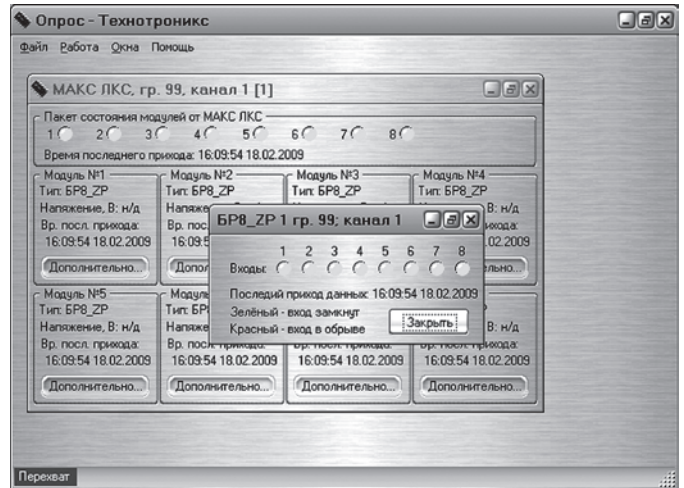 Опрос - Технотроникс
Файл Работа Окна Помощь
МАКС ЛКС, гр. 99, канал 1 [1]
Пакет состояния модулей от МАКС ЛКС
1 2 3 4 5 6 7 8
Время последнего прихода: 16:09:54 18.02.2009
Модуль №1 Модуль №2 Модуль №3 Модуль №4
Тип: БР8_ZP Тип: БР8_ZP Тип: БР8_ZP Тип: БР8_ZP
Напяжение, В: н/д В: н/д
Вр. посл. прихода:
16:09:54 18.02.2009
Дополнительно...
БР8_ZP 1 гр. 99; канал 1
1 2 3 4 5 6 7 8
Входы:
Последий приход данных: 16:09:54 18.02.2009
Зелёный - вход замкнут
Красный - вход в обрыве
Закрыть
Модуль №5
Тип: БР8_ZP
Напяжение, В: н/д В: н/д
Вр. посл. прихода:
16:09:54 18.02.2009 16:09:54 18.02.2009 16:09:54 18.02.2009 16:09:54 18.02.2009
Дополнительно... Дополнительно... Дополнительно... Дополнительно...
Перехват